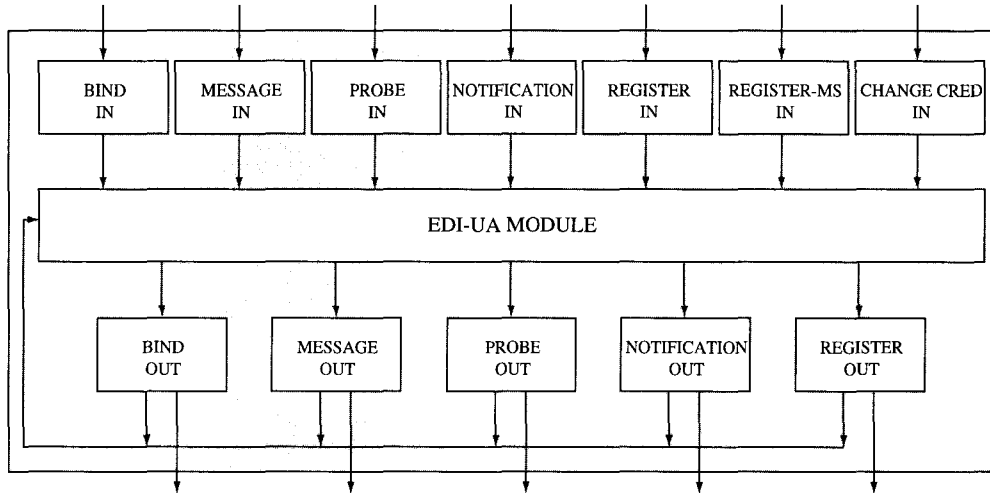 BIND
IN
MESSAGE
IN
PROBE
IN
NOTIFICATION
IN
REGISTER
IN
REGISTER-MS
IN
CHANGE CRED
IN
EDI-UA MODULE
BIND
OUT
MESSAGE
OUT
PROBE
OUT
NOTIFICATION
OUT
REGISTER
OUT